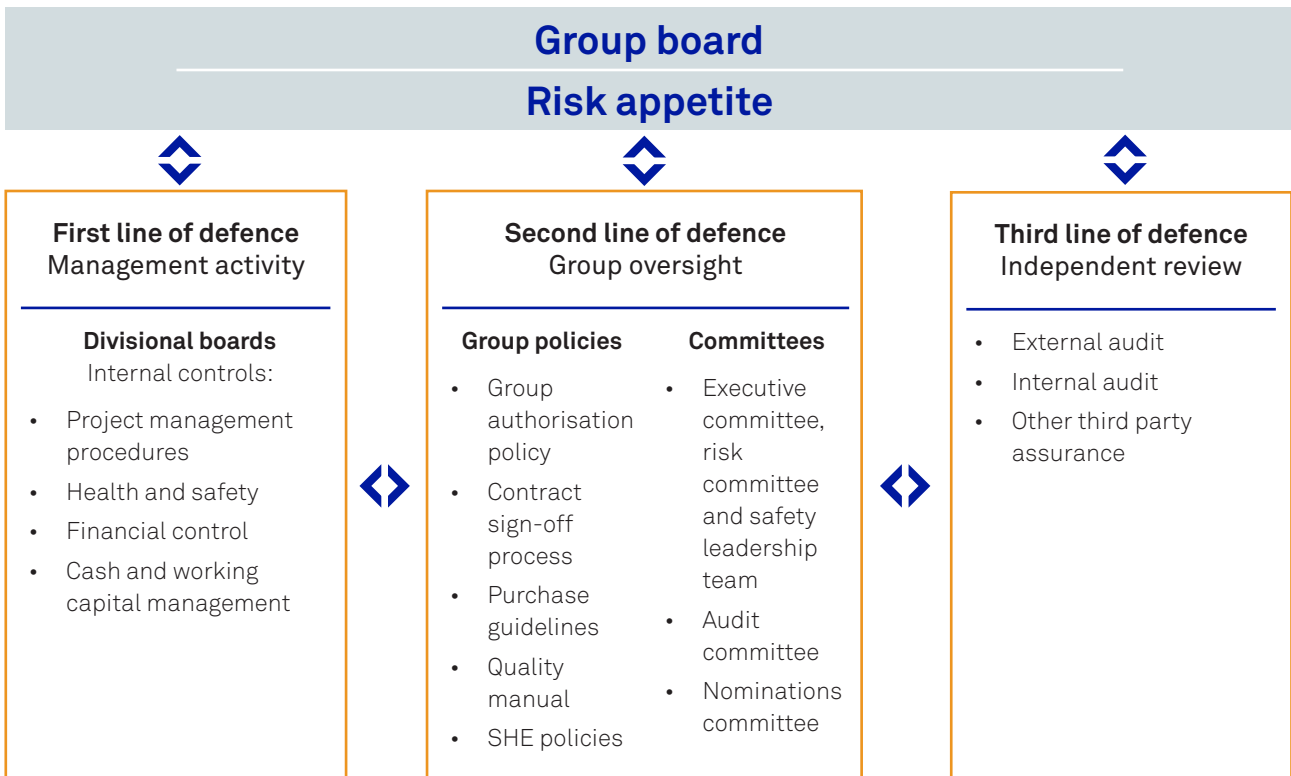 Group board
Risk appetite
First line of defence
Management activity
Divisional boards
Internal controls:
• Project management
procedures
• Health and safety
• Financial control
• Cash and working
capital management
Second line of defence
Group oversight
Group policies
• Group
authorisation
policy
• Contract
sign-off
process
• Purchase
guidelines
• Quality
manual
• SHE policies
Committees
• Executive
committee,
risk
committee
and safety
leadership
team
• Audit
committee
• Nominations
committee
Third line of defence
Independent review
• External audit
• Internal audit
• Other third party
assurance